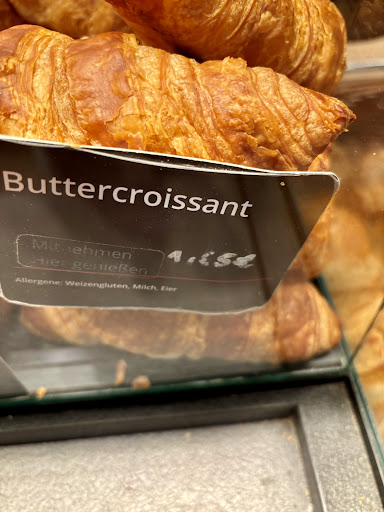 Buttercroissant
Mitnehmen
Hier genießen
Allergene: Weizengluten, Milch, Eier